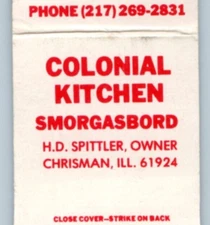 PHONE (217) 269-2831
COLONIAL
KITCHEN
SMORGASBORD
H.D. SPITTLER, OWNER
CHRISMAN, ILL. 61924
CLOSE COVER—STRIKE ON BACK